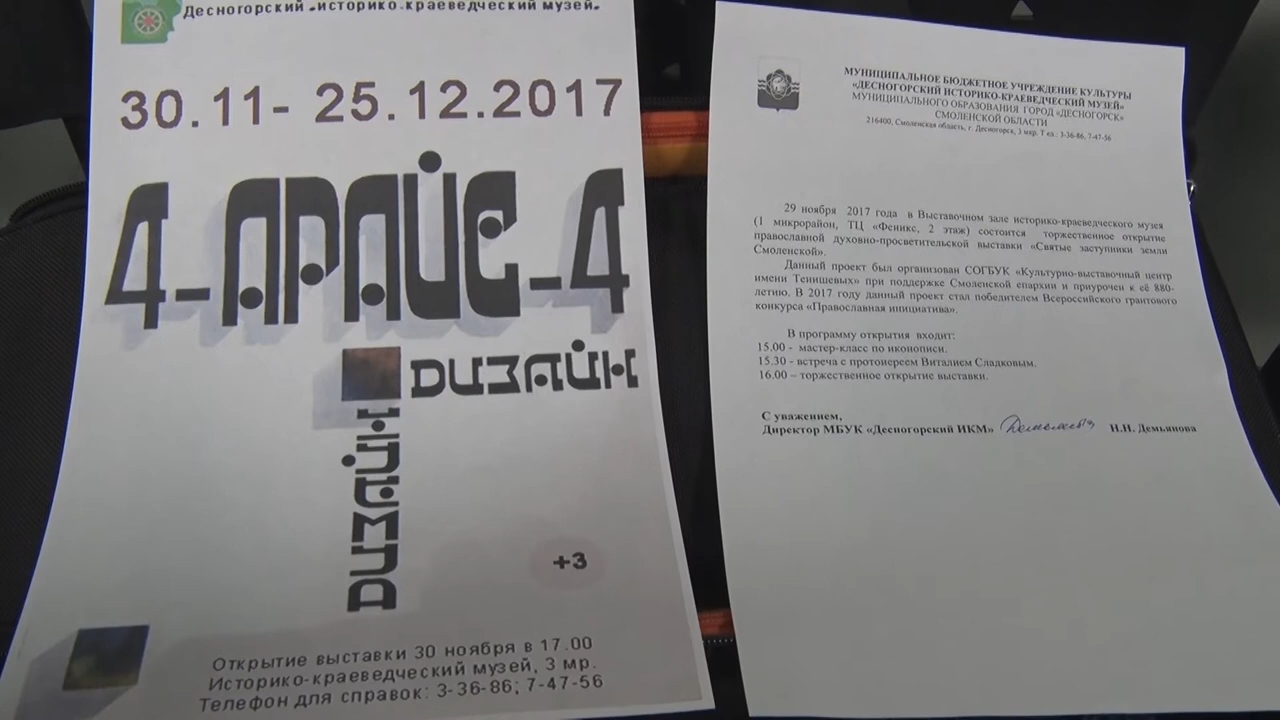 Десногорский «историко-краеведческий музей»
30.11- 25.12.2017
4-АРАЙС-4
ДИЗАЙН
ДИЗАЙН
+3
Открытие выставки 30 ноября в 17.00
Историко-краеведческий музей, 3 мр.
Телефон для справок: 3-36-86; 7-47-56
МУНИЦИПАЛЬНОЕ БЮДЖЕТНОЕ УЧРЕЖДЕНИЕ КУЛЬТУРЫ
«ДЕСНОГОРСКИЙ ИСТОРИКО-КРАЕВЕДЧЕСКИЙ МУЗЕЙ»
МУНИЦИПАЛЬНОГО ОБРАЗОВАНИЯ ГОРОД «ДЕСНОГОРСК»
СМОЛЕНСКОЙ ОБЛАСТИ
216400, Смоленская область, г. Десногорск, 3 мкр. Т ел.: 3-36-86, 7-47-56
29 ноября 2017 года в Выставочном зале историко-краеведческого музея
(1 микрорайон, ТЦ «Феникс, 2 этаж) состоится торжественное открытие
православной духовно-просветительской выставки «Святые заступники земли
Смоленской».
Данный проект был организован СОГБУК «Культурно-выставочный центр
имени Тенишевых» при поддержке Смоленской епархии и приурочен к её 880-
летию. В 2017 году данный проект стал победителем Всероссийского грантового
конкурса «Православная инициатива».
В программу открытия входит:
15.00 - мастер-класс по иконописи.
15.30 - встреча с протоиереем Виталием Сладковым.
16.00 – торжественное открытие выставки.
С уважением,
Директор МБУК «Десногорский ИКМ» Н.Н. Демьянова